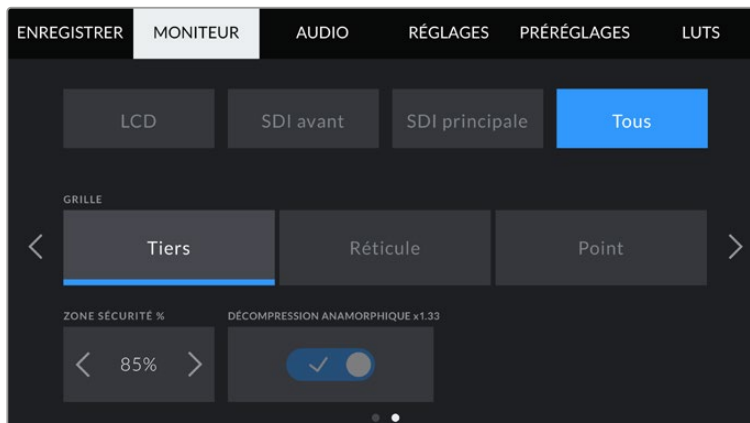 ENREGISTRER MONITEUR AUDIO RÉGLAGES PRÉRÉGLAGES LUTS
LCD SDI avant SDI principale Tous
GRILLE
Tiers Réticule Point
ZONE SÉCURITÉ % DÉCOMPRESSION ANAMORPHIQUE x1.33
85%